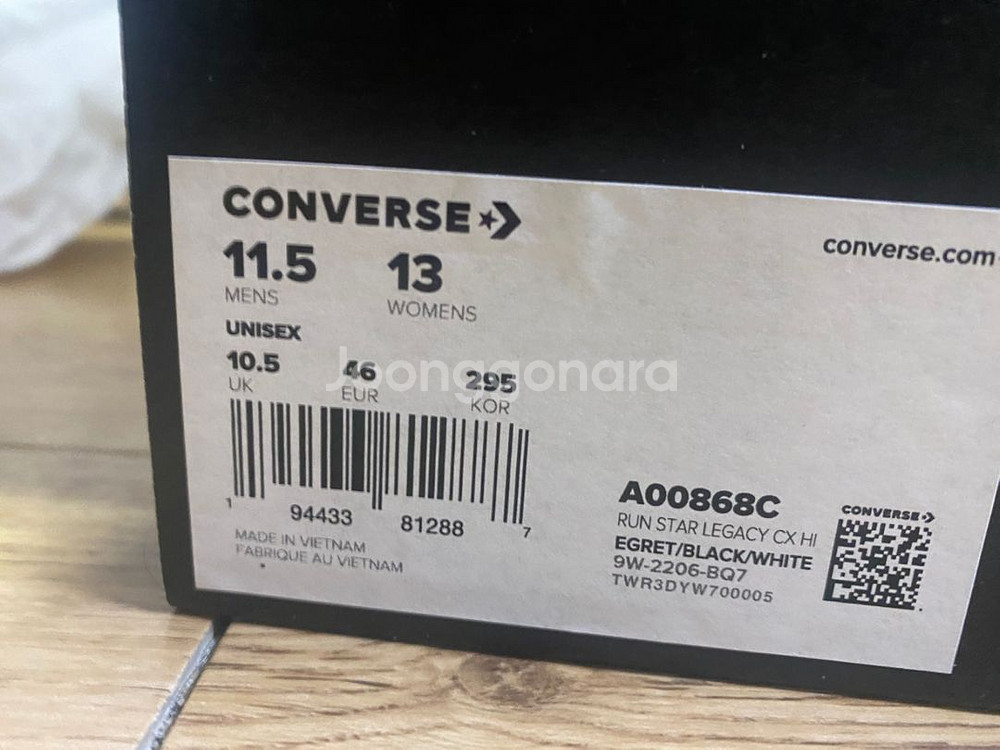 CONVERSE
converse.com
11.5 13
MENS WOMENS
UNISEX
10.5 46 295
UK EUR KOR
Joonggonara
1 94433 81288 7
MADE IN VIETNAM
FABRIQUE AU VIETNAM
A00868C
RUN STAR LEGACY CX HI
EGRET/BLACK/WHITE
9W-2206-BQ7
TWR3DYW700005
CONVERSE